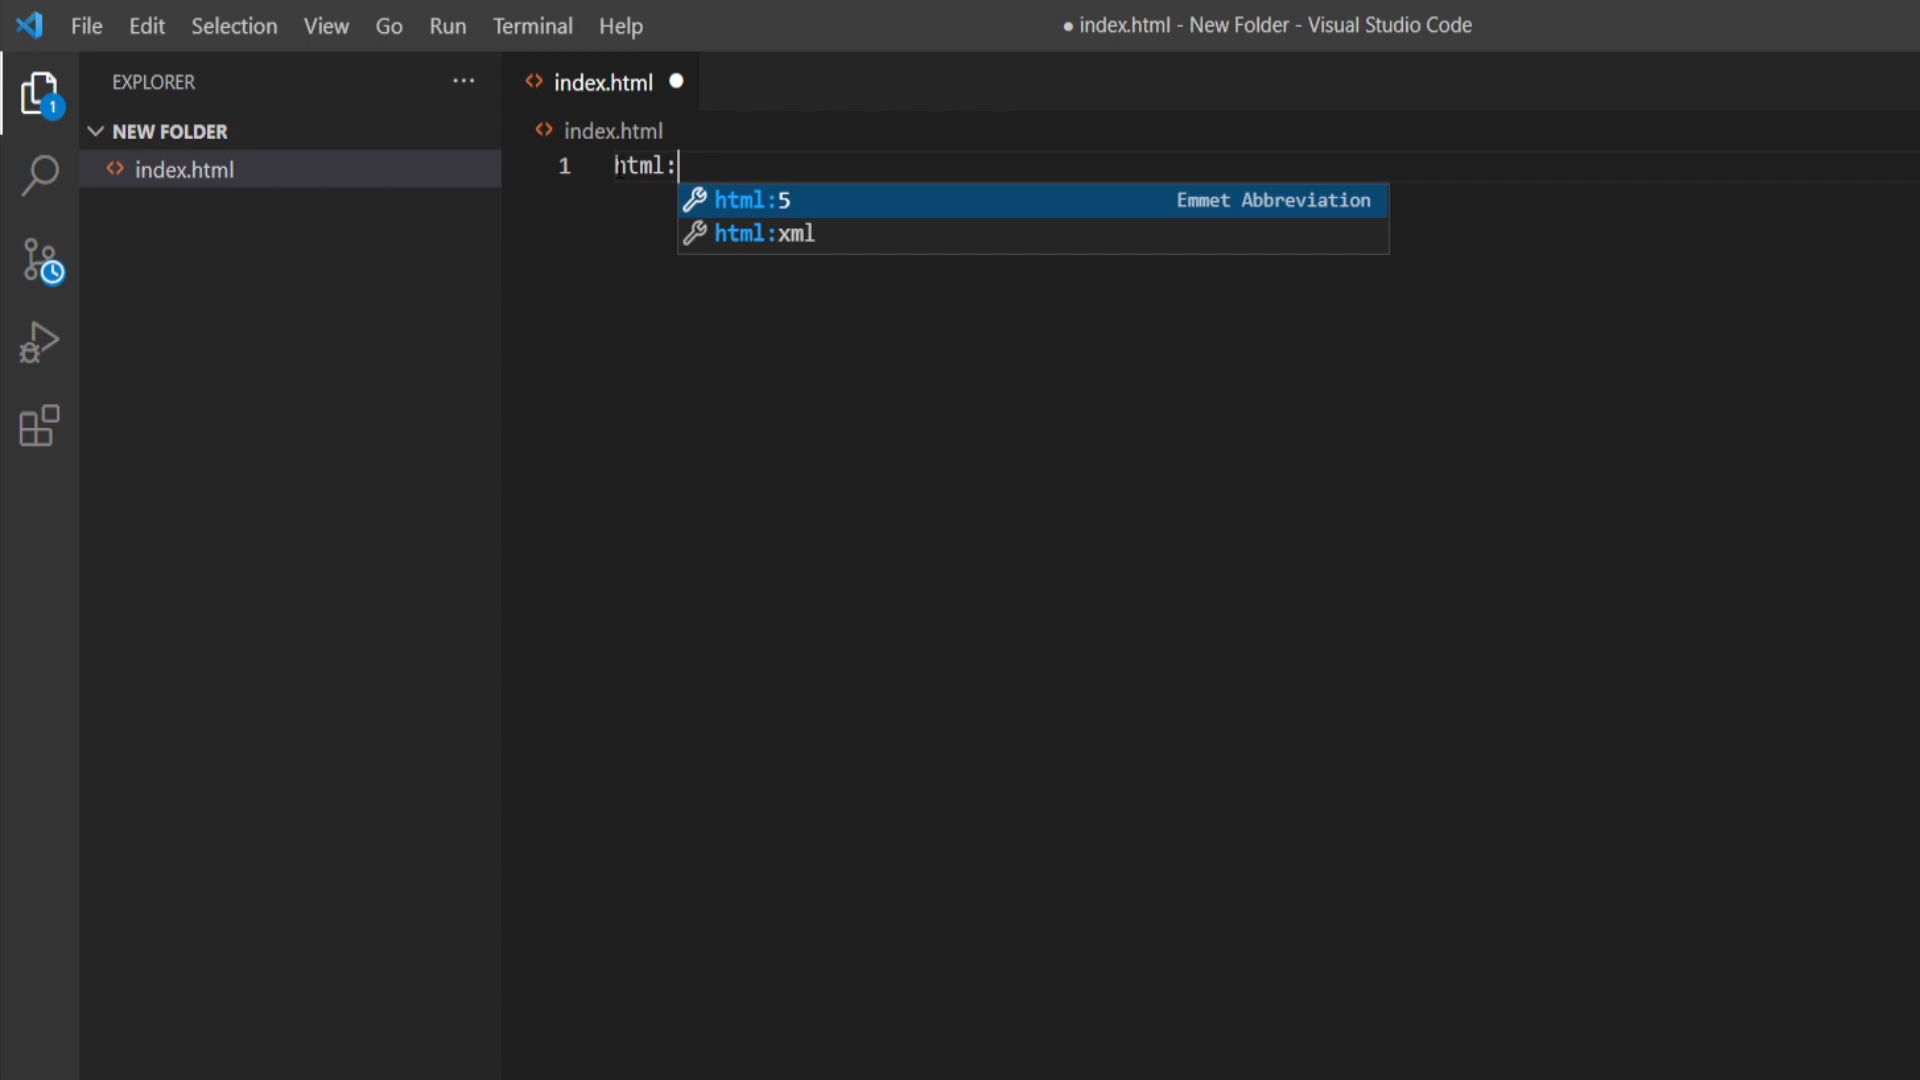 File Edit Selection View Go Run Terminal Help
● index.html - New Folder - Visual Studio Code
EXPLORER ···
index.html ●
1
NEW FOLDER
index.html
index.html
1 html:
html:5 Emmet Abbreviation
html:xml